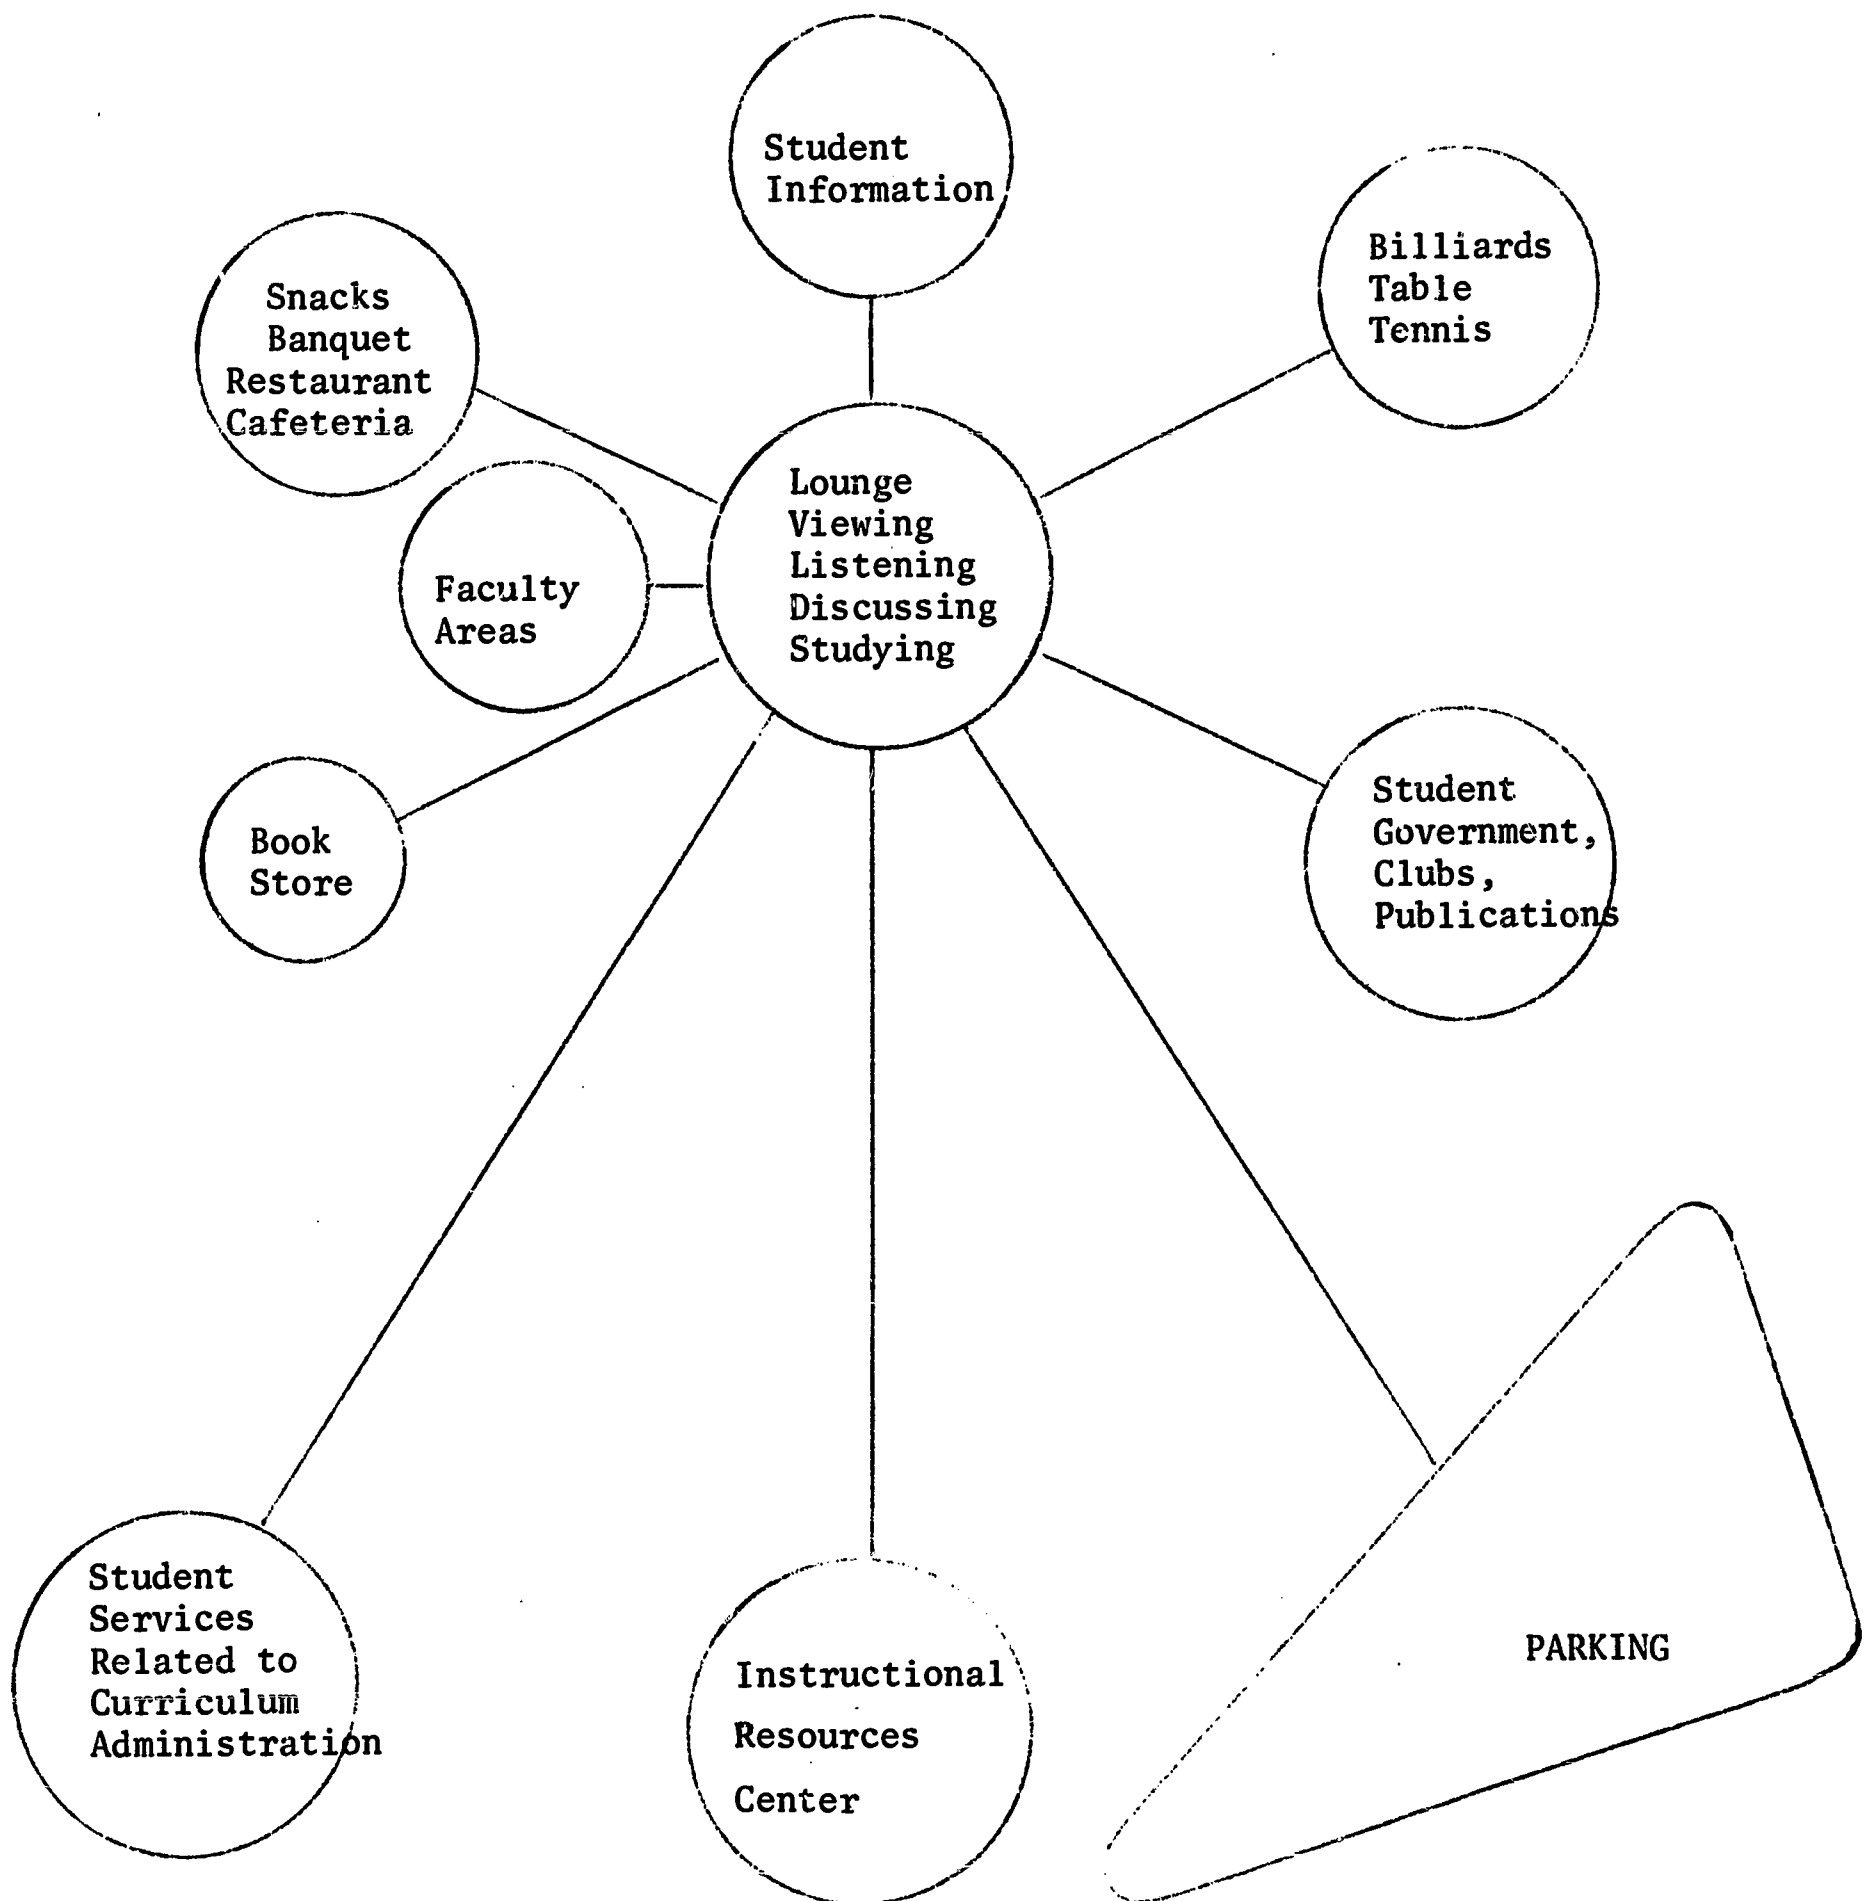 Student
Information
Billiards
Table
Tennis
Snacks
Banquet
Restaurant
Cafeteria
Lounge
Viewing
Listening
Discussing
Studying
Faculty
Areas
Book
Store
Student
Government,
Clubs,
Publications
Student
Services
Related to
Curriculum
Administration
Instructional
Resources
Center
PARKING